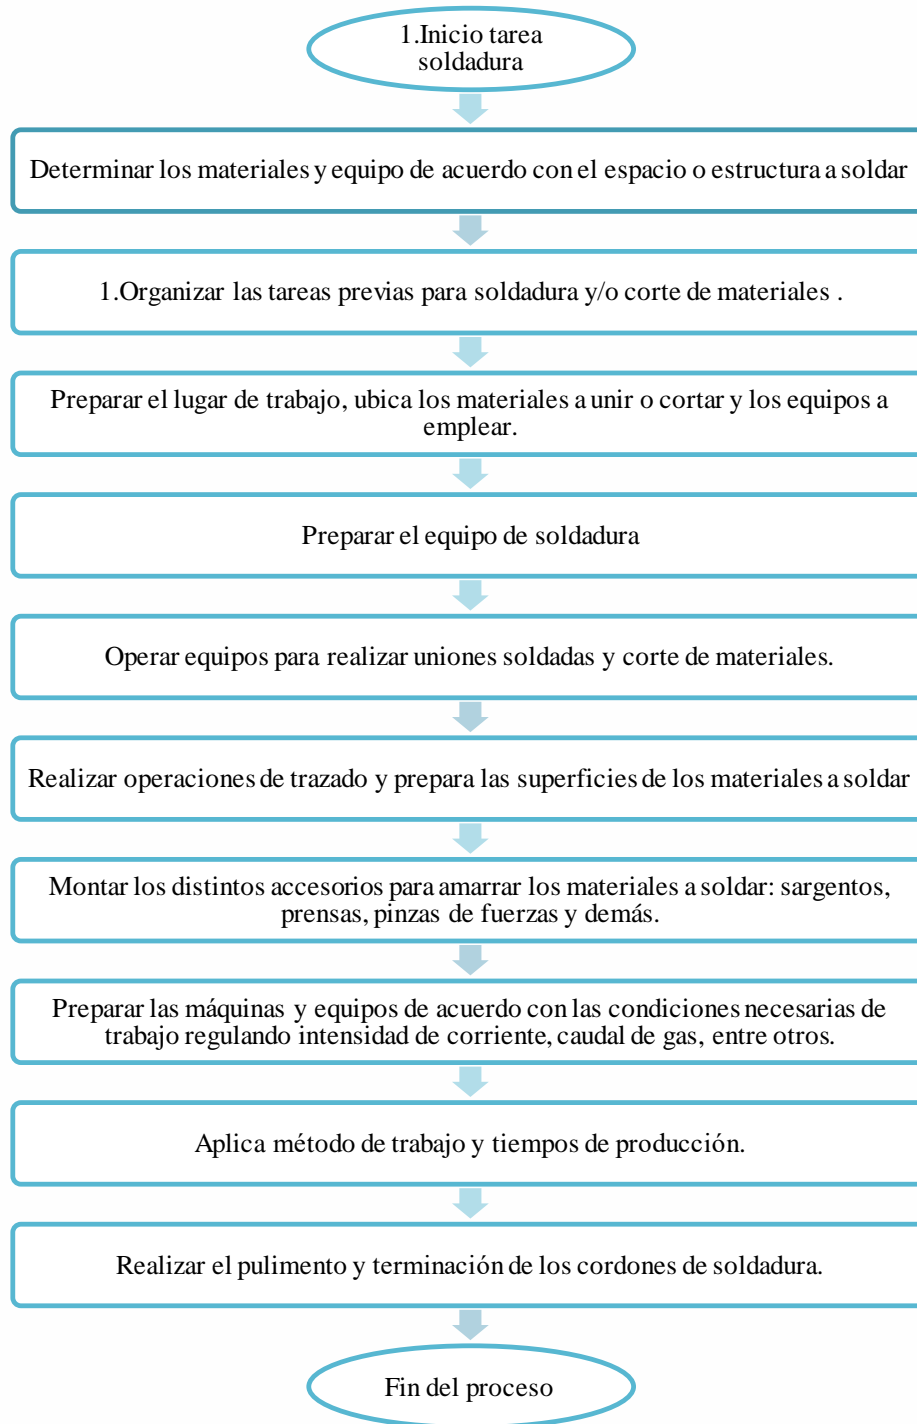 1.Inicio tarea
soldadura
Determinar los materiales y equipo de acuerdo con el espacio o estructura a soldar
1.Organizar las tareas previas para soldadura y/o corte de materiales .
Preparar el lugar de trabajo, ubica los materiales a unir o cortar y los equipos a
emplear.
Preparar el equipo de soldadura
Operar equipos para realizar uniones soldadas y corte de materiales.
Realizar operaciones de trazado y prepara las superficies de los materiales a soldar
Montar los distintos accesorios para amarrar los materiales a soldar: sargentos,
prensas, pinzas de fuerzas y demás.
Preparar las máquinas y equipos de acuerdo con las condiciones necesarias de
trabajo regulando intensidad de corriente, caudal de gas, entre otros.
Aplica método de trabajo y tiempos de producción.
Realizar el pulimento y terminación de los cordones de soldadura.
Fin del proceso